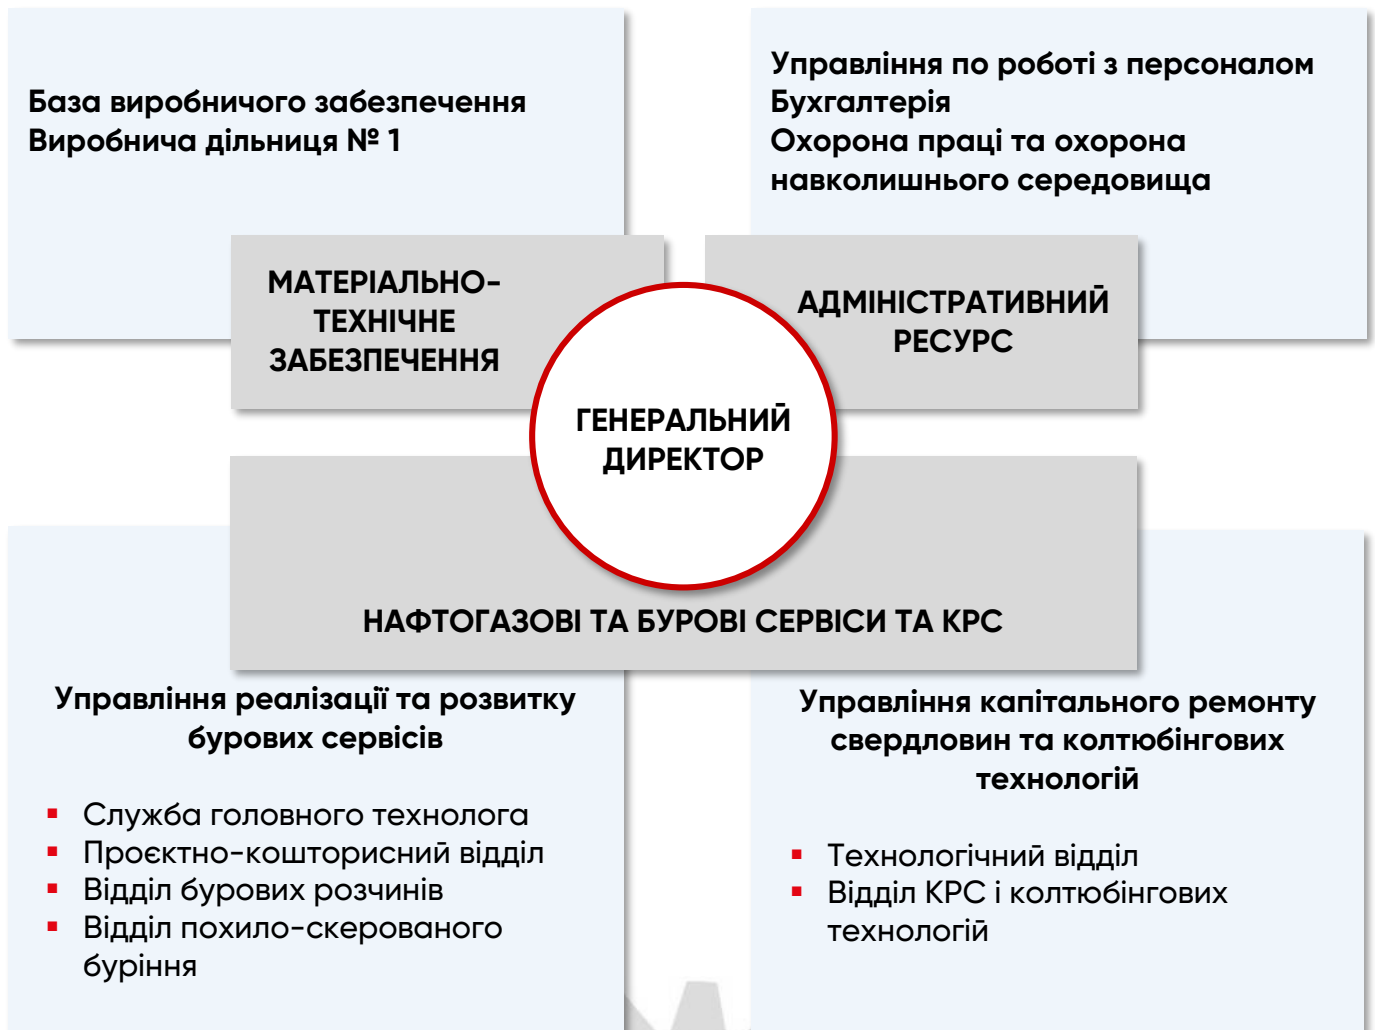 База виробничого забезпечення
Виробнича дільниця № 1
Управління по роботі з персоналом
Бухгалтерія
Охорона праці та охорона
навколишнього середовища
МАТЕРІАЛЬНО-
ТЕХНІЧНЕ
ЗАБЕЗПЕЧЕННЯ
АДМІНІСТРАТИВНИЙ
РЕСУРС
ГЕНЕРАЛЬНИЙ
ДИРЕКТОР
НАФТОГАЗОВІ ТА БУРОВІ СЕРВІСИ ТА КРС
Управління реалізації та розвитку
бурових сервісів
▪ Служба головного технолога
▪ Проєктно-кошторисний відділ
▪ Відділ бурових розчинів
▪ Відділ похило-скерованого
буріння
Управління капітального ремонту
свердловин та колтюбінгових
технологій
▪ Технологічний відділ
▪ Відділ КРС і колтюбінгових
технологій